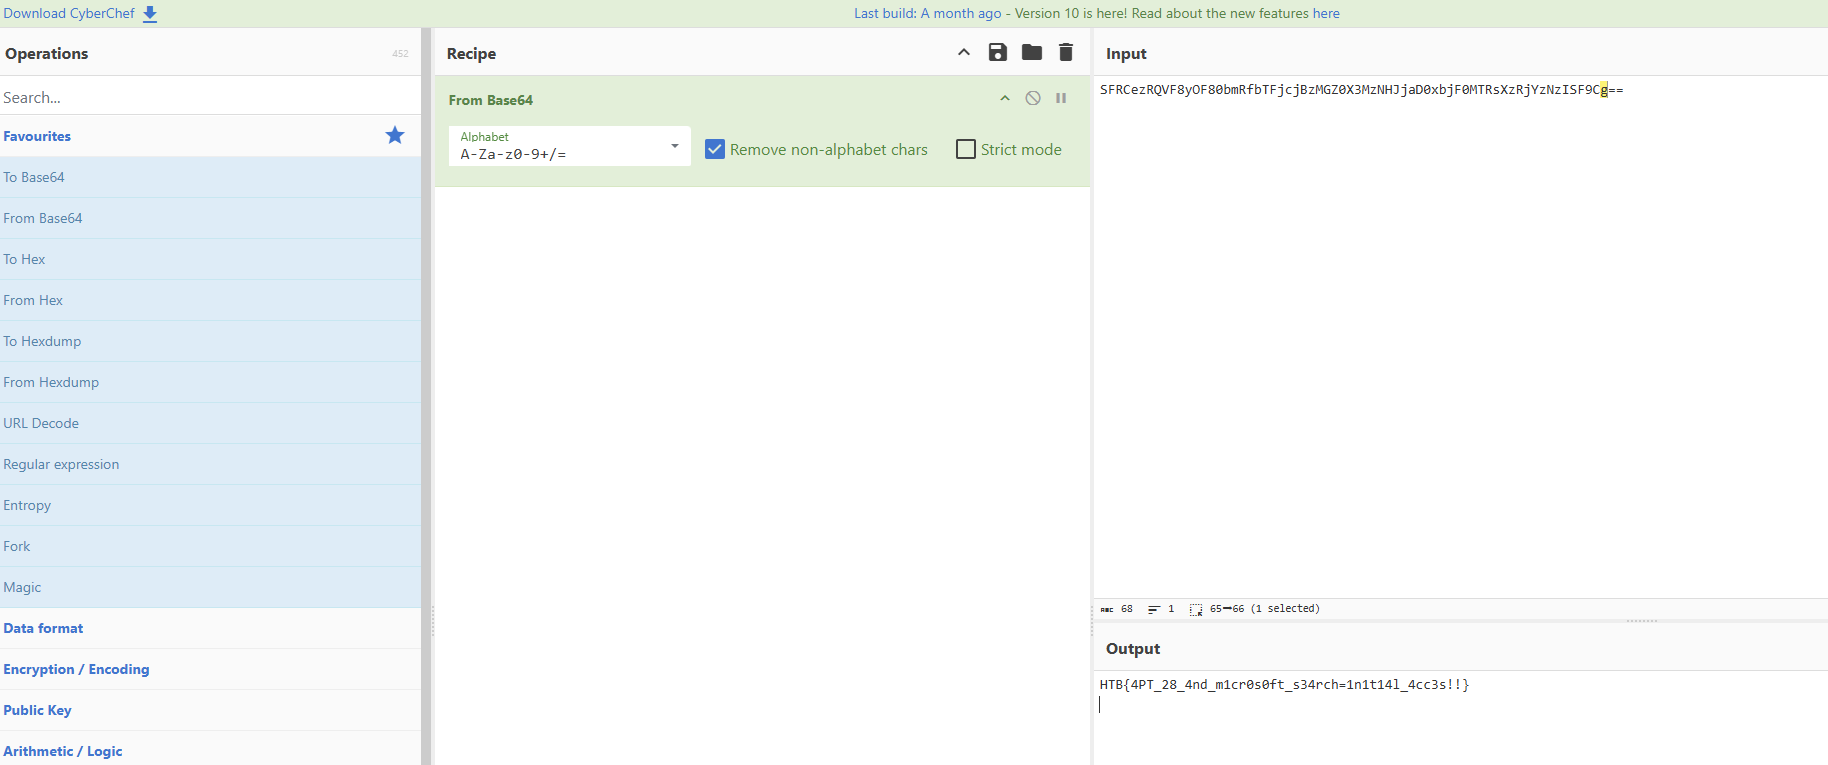 Download CyberChef
Last build: A month ago - Version 10 is here! Read about the new features here
Operations
452
Search...
Favourites
To Base64
From Base64
To Hex
From Hex
To Hexdump
From Hexdump
URL Decode
Regular expression
Entropy
Fork
Magic
Data format
Encryption / Encoding
Public Key
Arithmetic / Logic
Recipe
From Base64
Alphabet
A-Za-z0-9+/=
Remove non-alphabet chars
Strict mode
Input
SFRCezRQVF8yOF80bmRfbTFjcjBzMGZ0X3MzNHJjaD0xbjF0MTRsXzRjYzNzISF9Cg==
ABC 68 1 65→66 (1 selected)
Output
HTB{4PT_28_4nd_m1cr0s0ft_s34rch=1n1t14l_4cc3s!!}